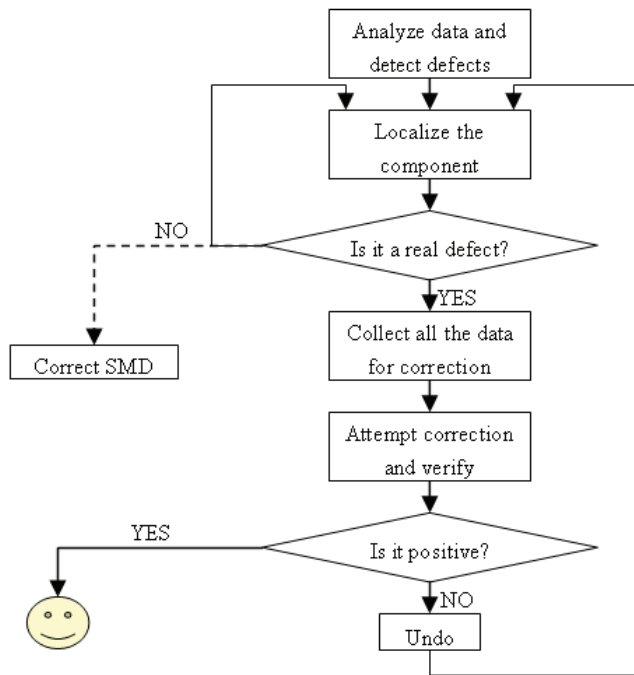 Analyze data and
detect defects
Localize the
component
NO
Is it a real defect?
YES
Correct SMD
Collect all the data
for correction
Attempt correction
and verify
YES
Is it positive?
NO
Undo